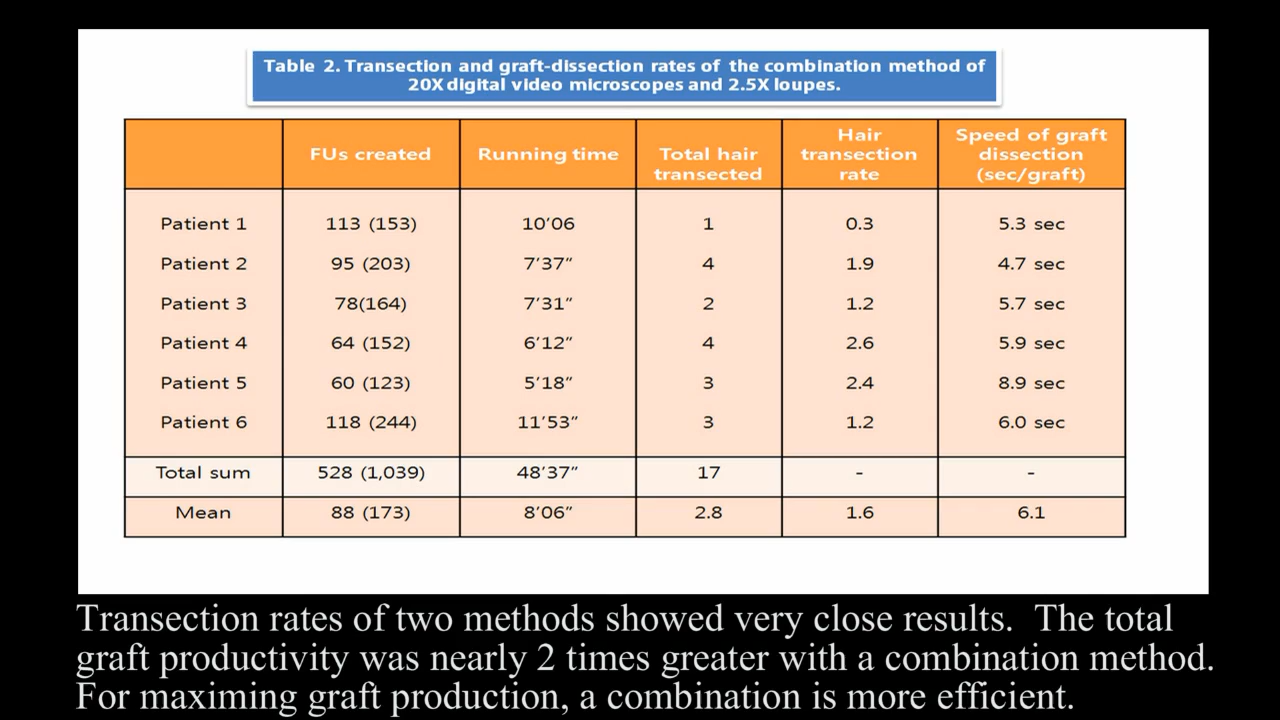 Table 2. Transection and graft-dissection rates of the combination method of
20X digital video microscopes and 2.5X loupes.
FUs created Running time Total hair transected Hair transection rate Speed of graft dissection (sec/graft)
Patient 1 113 (153) 10’06 1 0.3 5.3 sec
Patient 2 95 (203) 7’37” 4 1.9 4.7 sec
Patient 3 78(164) 7’31” 2 1.2 5.7 sec
Patient 4 64 (152) 6’12” 4 2.6 5.9 sec
Patient 5 60 (123) 5’18” 3 2.4 8.9 sec
Patient 6 118 (244) 11’53” 3 1.2 6.0 sec
Total sum 528 (1,039) 48’37” 17 - -
Mean 88 (173) 8’06” 2.8 1.6 6.1
Transection rates of two methods showed very close results. The total
graft productivity was nearly 2 times greater with a combination method.
For maximing graft production, a combination is more efficient.